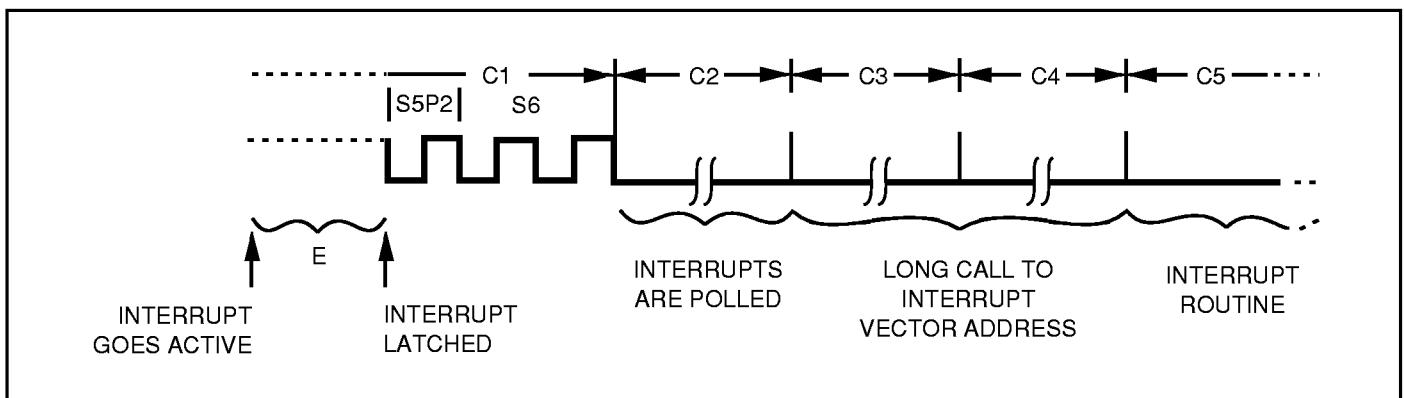 C1 C2 C3 C4 C5
S5P2 S6
E
INTERRUPT
GOES ACTIVE
INTERRUPT
LATCHED
INTERRUPTS
ARE POLLED
LONG CALL TO
INTERRUPT
VECTOR ADDRESS
INTERRUPT
ROUTINE